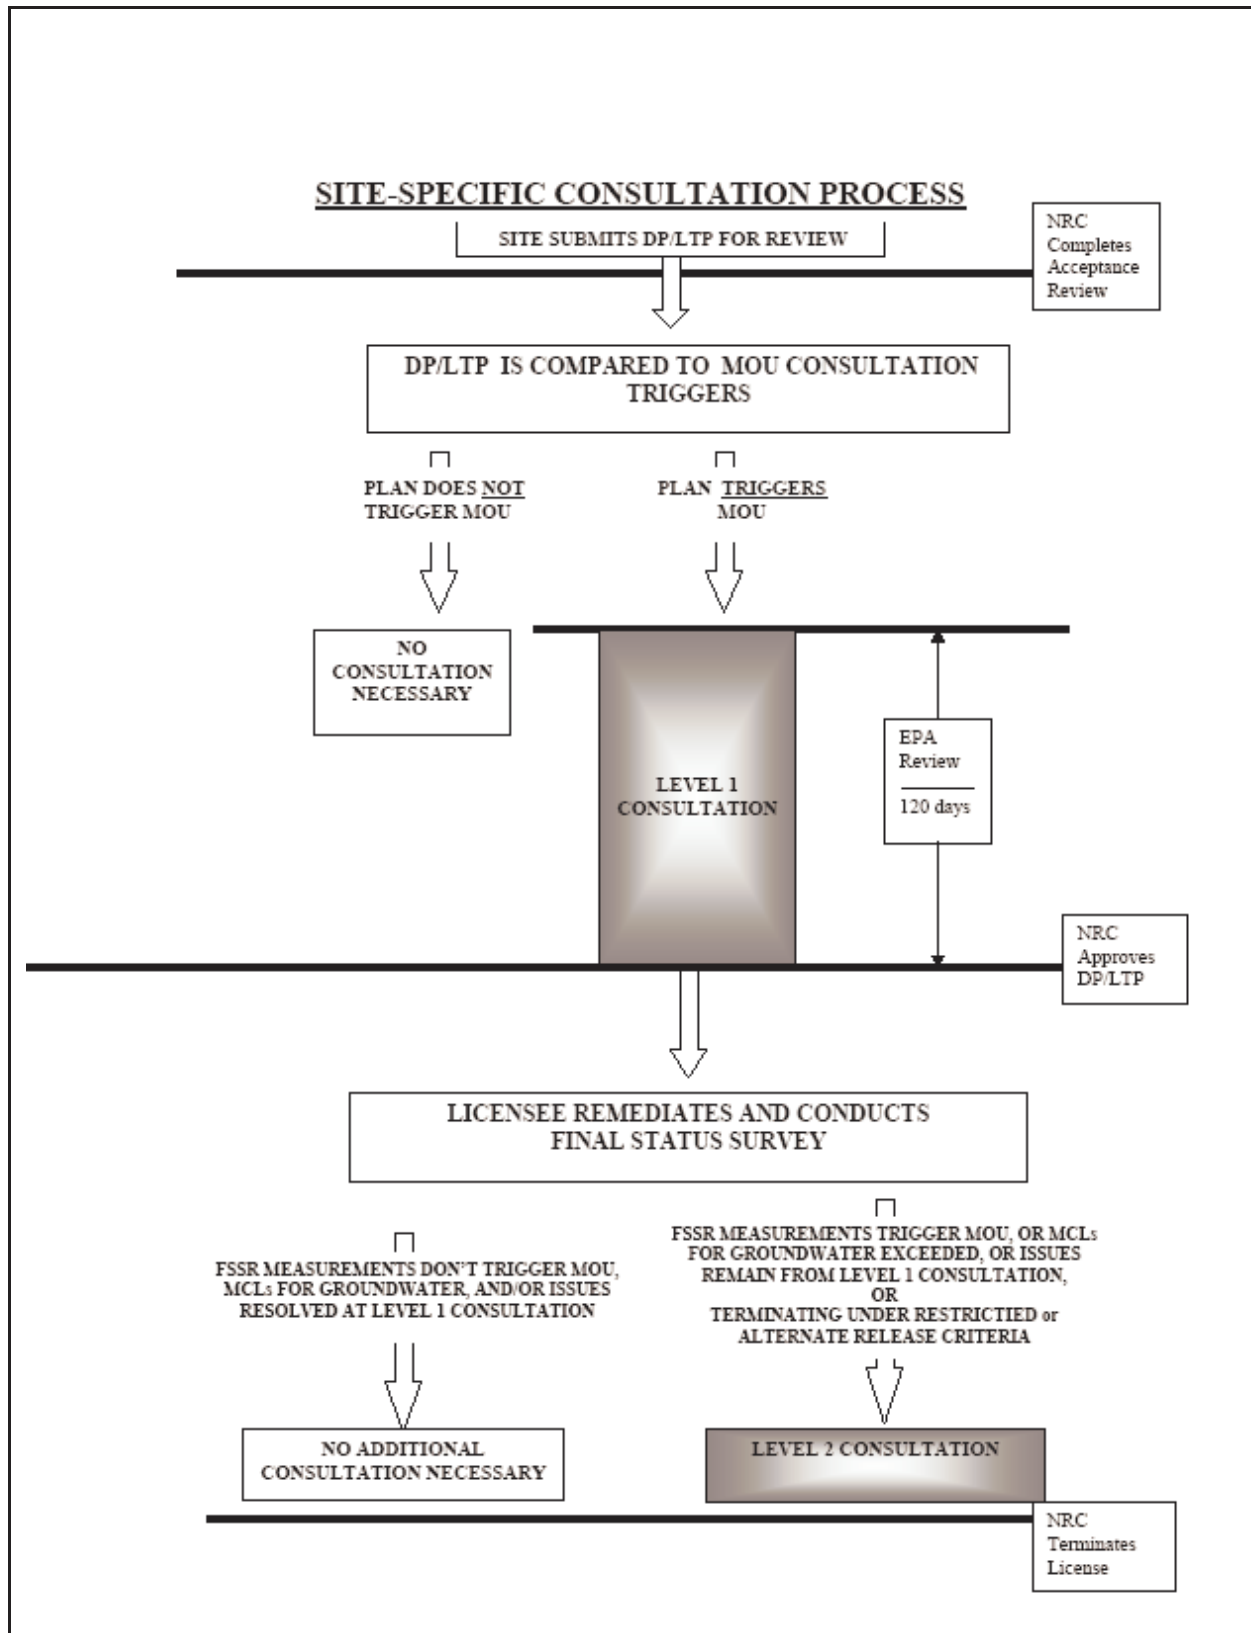 SITE-SPECIFIC CONSULTATION PROCESS
SITE SUBMITS DP/LTP FOR REVIEW
NRC
Completes
Acceptance
Review
DP/LTP IS COMPARED TO MOU CONSULTATION
TRIGGERS
PLAN DOES NOT
TRIGGER MOU
PLAN TRIGGERS
MOU
NO
CONSULTATION
NECESSARY
LEVEL 1
CONSULTATION
EPA
Review
120 days
NRC
Approves
DP/LTP
LICENSEE REMEDIATES AND CONDUCTS
FINAL STATUS SURVEY
FSSR MEASUREMENTS DON'T TRIGGER MOU,
MCLs FOR GROUNDWATER, AND/OR ISSUES
RESOLVED AT LEVEL 1 CONSULTATION
FSSR MEASUREMENTS TRIGGER MOU, OR MCLs
FOR GROUNDWATER EXCEEDED, OR ISSUES
REMAIN FROM LEVEL 1 CONSULTATION,
OR
TERMINATING UNDER RESTRICTIED or
ALTERNATE RELEASE CRITERIA
NO ADDITIONAL
CONSULTATION NECESSARY
LEVEL 2 CONSULTATION
NRC
Terminates
License